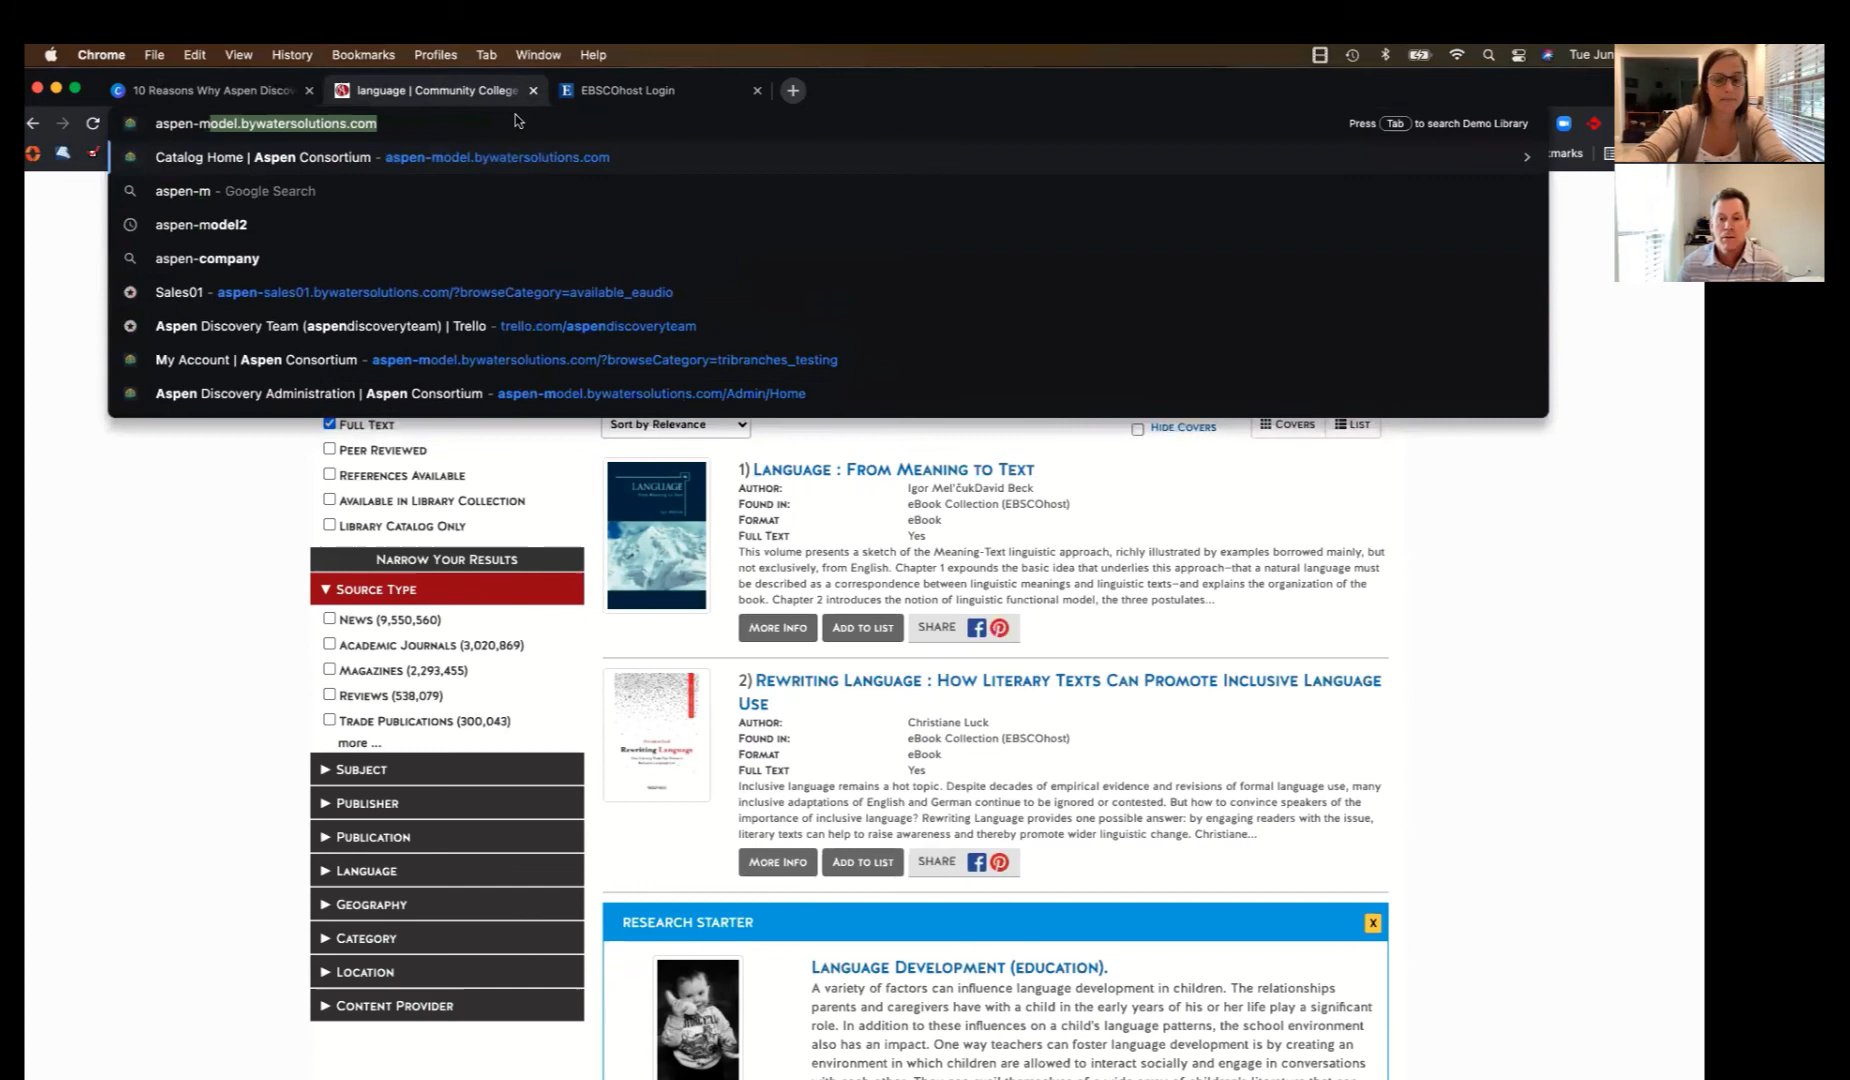 Chrome File Edit View History Bookmarks Profiles Tab Window Help Tue Jun
10 Reasons Why Aspen Disco language | Community College EBSCOhost Login
aspen-model.bywatersolutions.com Press Tab to search Demo Library
Catalog Home | Aspen Consortium - aspen-model.bywatersolutions.com
marks
aspen-m - Google Search
aspen-model2
aspen-company
Sales01 - aspen-sales01.bywatersolutions.com/?browseCategory=available_eaudio
Aspen Discovery Team (aspendiscoveryteam) | Trello - trello.com/aspendiscoveryteam
My Account | Aspen Consortium - aspen-model.bywatersolutions.com/?browseCategory=tribranches_testing
Aspen Discovery Administration | Aspen Consortium - aspen-model.bywatersolutions.com/Admin/Home
Full Text
Peer Reviewed
References Available
Available in Library Collection
Library Catalog Only
Narrow Your Results
Source Type
News (9,550,560)
Academic Journals (3,020,869)
Magazines (2,293,455)
Reviews (538,079)
Trade Publications (300,043)
more ...
Subject
Publisher
Publication
Language
Geography
Category
Location
Content Provider
Sort by Relevance Hide Covers Covers List
LANGUAGE
1) Language : From Meaning to Text
Author: Igor Mel'čukDavid Beck
Found in: eBook Collection (EBSCOhost)
Format eBook
Full Text Yes
This volume presents a sketch of the Meaning-Text linguistic approach, richly illustrated by examples borrowed mainly, but
not exclusively, from English. Chapter 1 expounds the basic idea that underlies this approach—that a natural language must
be described as a correspondence between linguistic meanings and linguistic texts—and explains the organization of the
book. Chapter 2 introduces the notion of linguistic functional model, the three postulates...
More Info Add to list Share
Rewriting Language
2) Rewriting Language : How Literary Texts Can Promote Inclusive Language
Use
Author: Christiane Luck
Found in: eBook Collection (EBSCOhost)
Format eBook
Full Text Yes
Inclusive language remains a hot topic. Despite decades of empirical evidence and revisions of formal language use, many
inclusive adaptations of English and German continue to be ignored or contested. But how to convince speakers of the
importance of inclusive language? Rewriting Language provides one possible answer: by engaging readers with the issue,
literary texts can help to raise awareness and thereby promote wider linguistic change. Christiane...
More Info Add to list Share
RESEARCH STARTER X
Language Development (Education).
A variety of factors can influence language development in children. The relationships
parents and caregivers have with a child in the early years of his or her life play a significant
role. In addition to these influences on a child's language patterns, the school environment
also has an impact. One way teachers can foster language development is by creating an
environment in which children are allowed to interact socially and engage in conversations